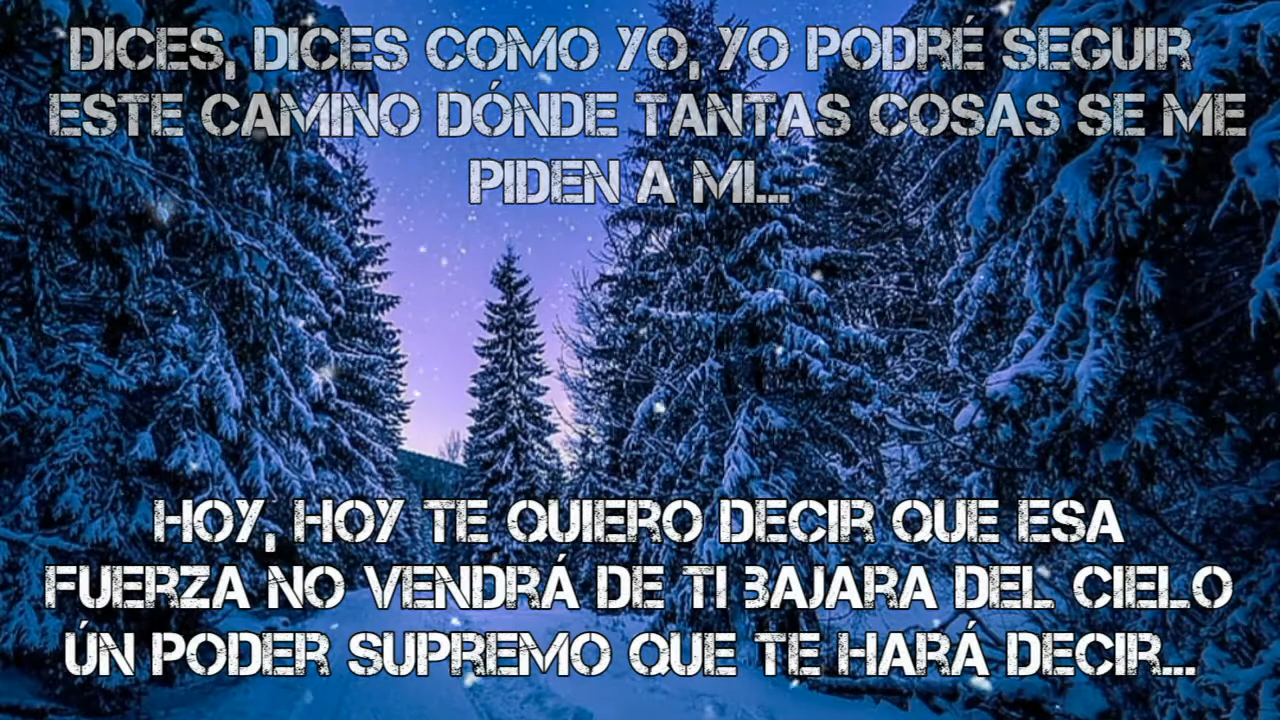 DICES, DICES COMO YO, YO PODRÉ SEGUIR
ESTE CAMINO DÓNDE TANTAS COSAS SE ME
PIDEN A MI...
HOY, HOY TE QUIERO DECIR QUE ESA
FUERZA NO VENDRÁ DE TI BAJARA DEL CIELO
ÚN PODER SUPREMO QUE TE HARÁ DECIR...